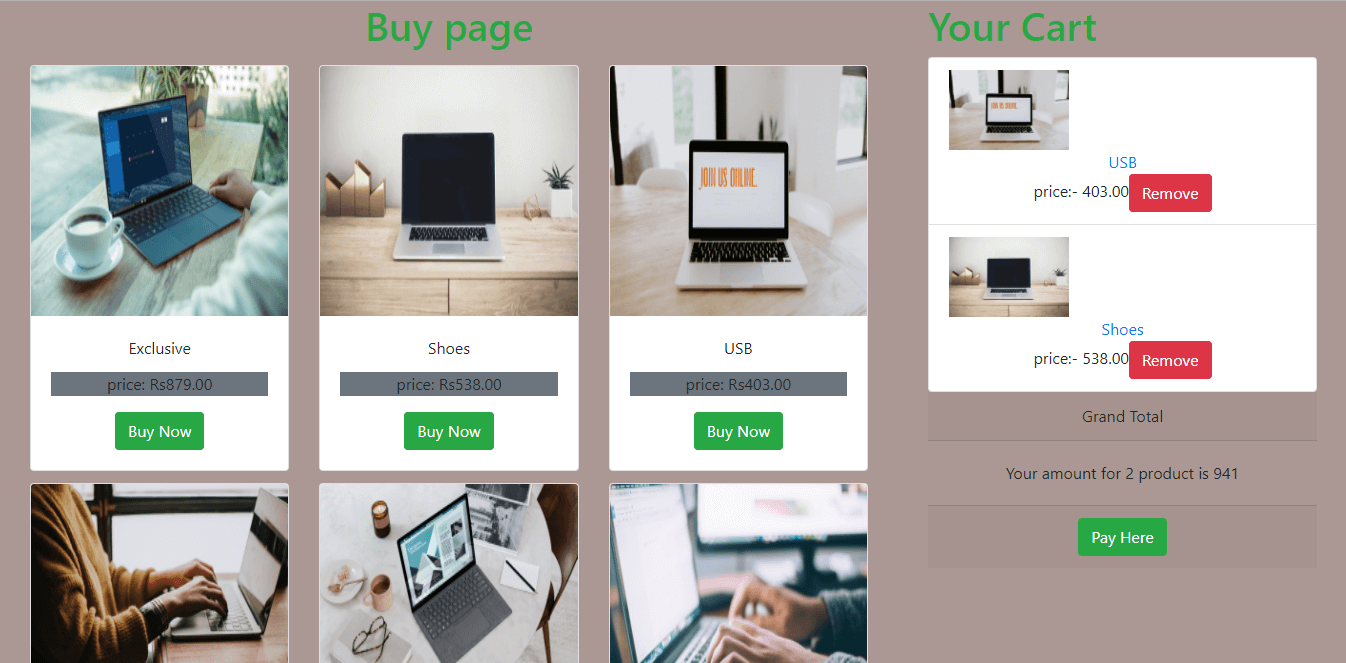 Buy page
JOIN US ONLINE.
Exclusive
price: Rs879.00
Buy Now
Shoes
price: Rs538.00
Buy Now
USB
price: Rs403.00
Buy Now
Your Cart
JOIN US ONLINE.
USB
price:- 403.00 Remove
Shoes
price:- 538.00 Remove
Grand Total
Your amount for 2 product is 941
Pay Here